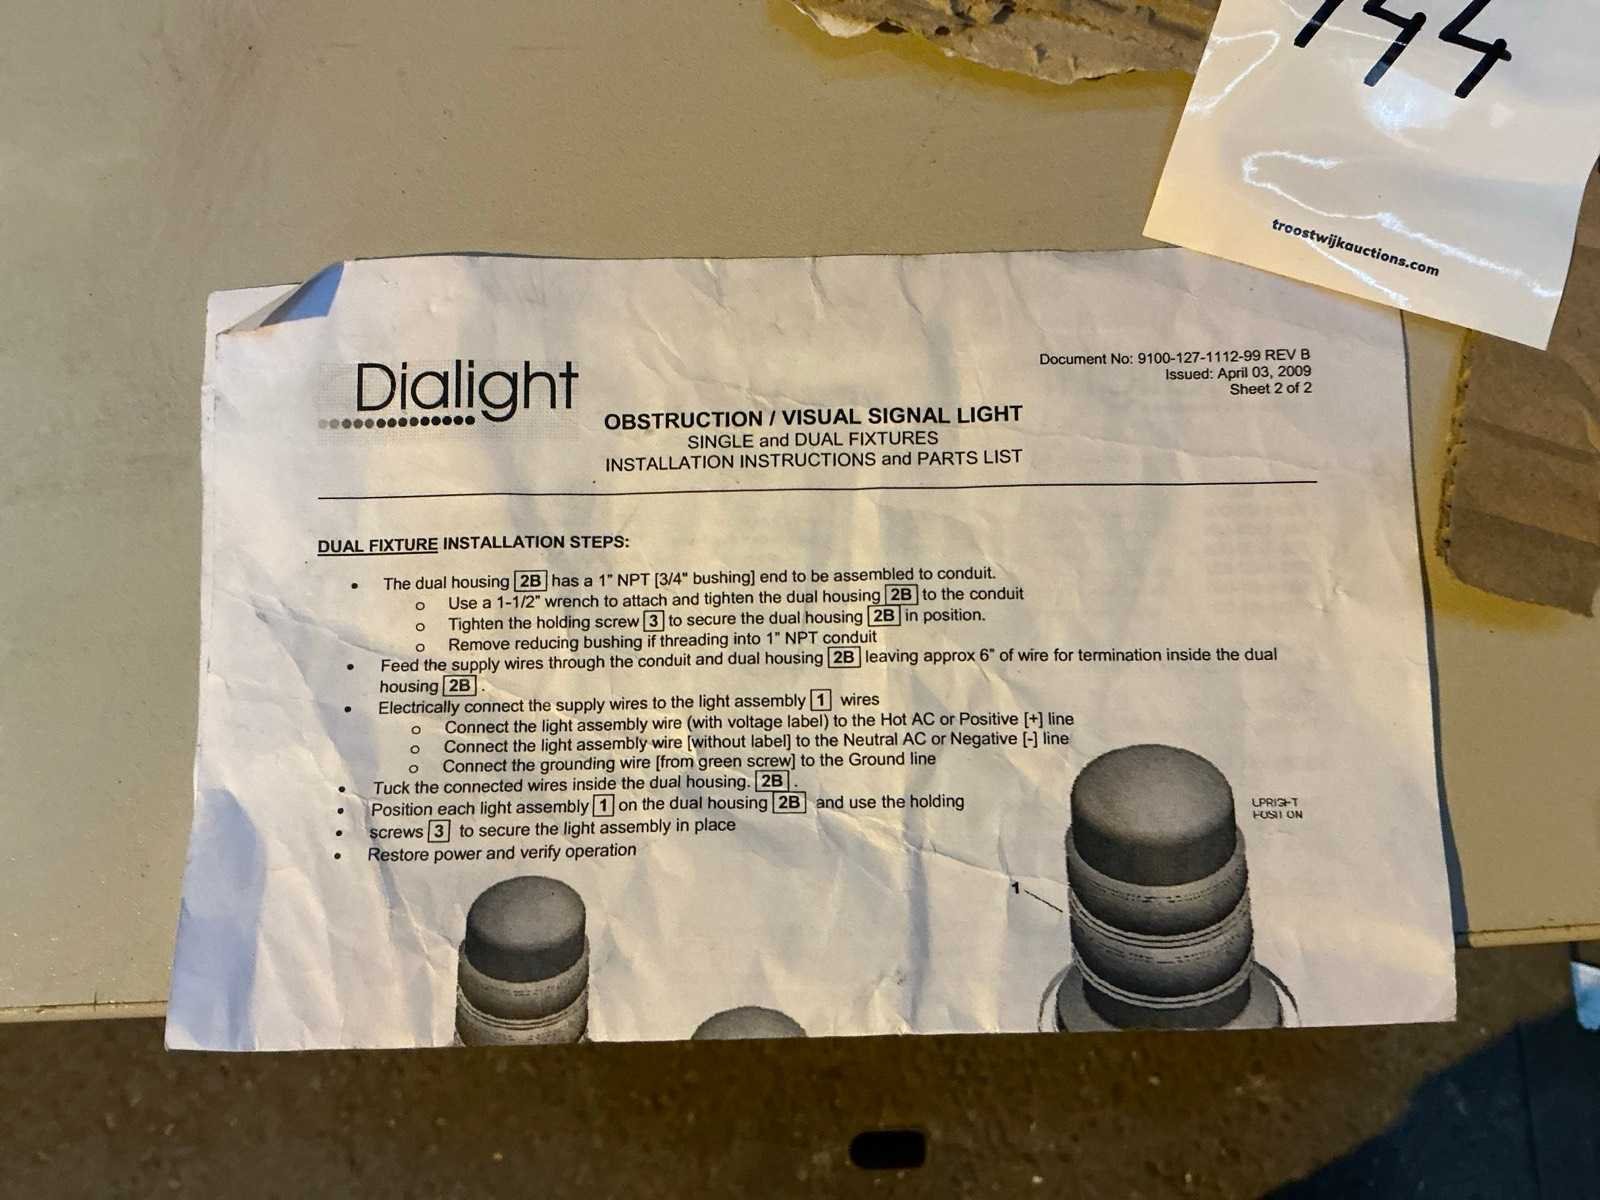 troostwijkauctions.com
Dialight
Document No: 9100-127-1112-99 REV B
Issued: April 03, 2009
Sheet 2 of 2
OBSTRUCTION / VISUAL SIGNAL LIGHT
SINGLE and DUAL FIXTURES
INSTALLATION INSTRUCTIONS and PARTS LIST
DUAL FIXTURE INSTALLATION STEPS:
• The dual housing 2B has a 1" NPT [3/4" bushing] end to be assembled to conduit.
o Use a 1-1/2" wrench to attach and tighten the dual housing 2B to the conduit
o Tighten the holding screw 3 to secure the dual housing 2B in position.
o Remove reducing bushing if threading into 1" NPT conduit
• Feed the supply wires through the conduit and dual housing 2B leaving approx 6" of wire for termination inside the dual
housing 2B .
• Electrically connect the supply wires to the light assembly 1 wires
o Connect the light assembly wire (with voltage label) to the Hot AC or Positive [+] line
o Connect the light assembly wire [without label] to the Neutral AC or Negative [-] line
o Connect the grounding wire [from green screw] to the Ground line
• Tuck the connected wires inside the dual housing. 2B .
• Position each light assembly 1 on the dual housing 2B and use the holding
• screws 3 to secure the light assembly in place
• Restore power and verify operation
UPRIGHT
POSITION
1